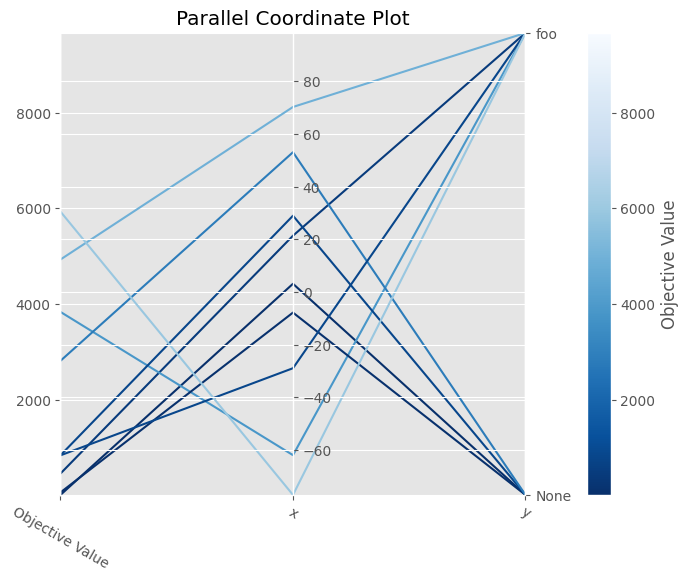 Parallel Coordinate Plot
8000
6000
4000
2000
80
60
40
20
0
−20
−40
−60
foo
None
8000
6000
4000
2000
Objective Value
Objective Value
x
y